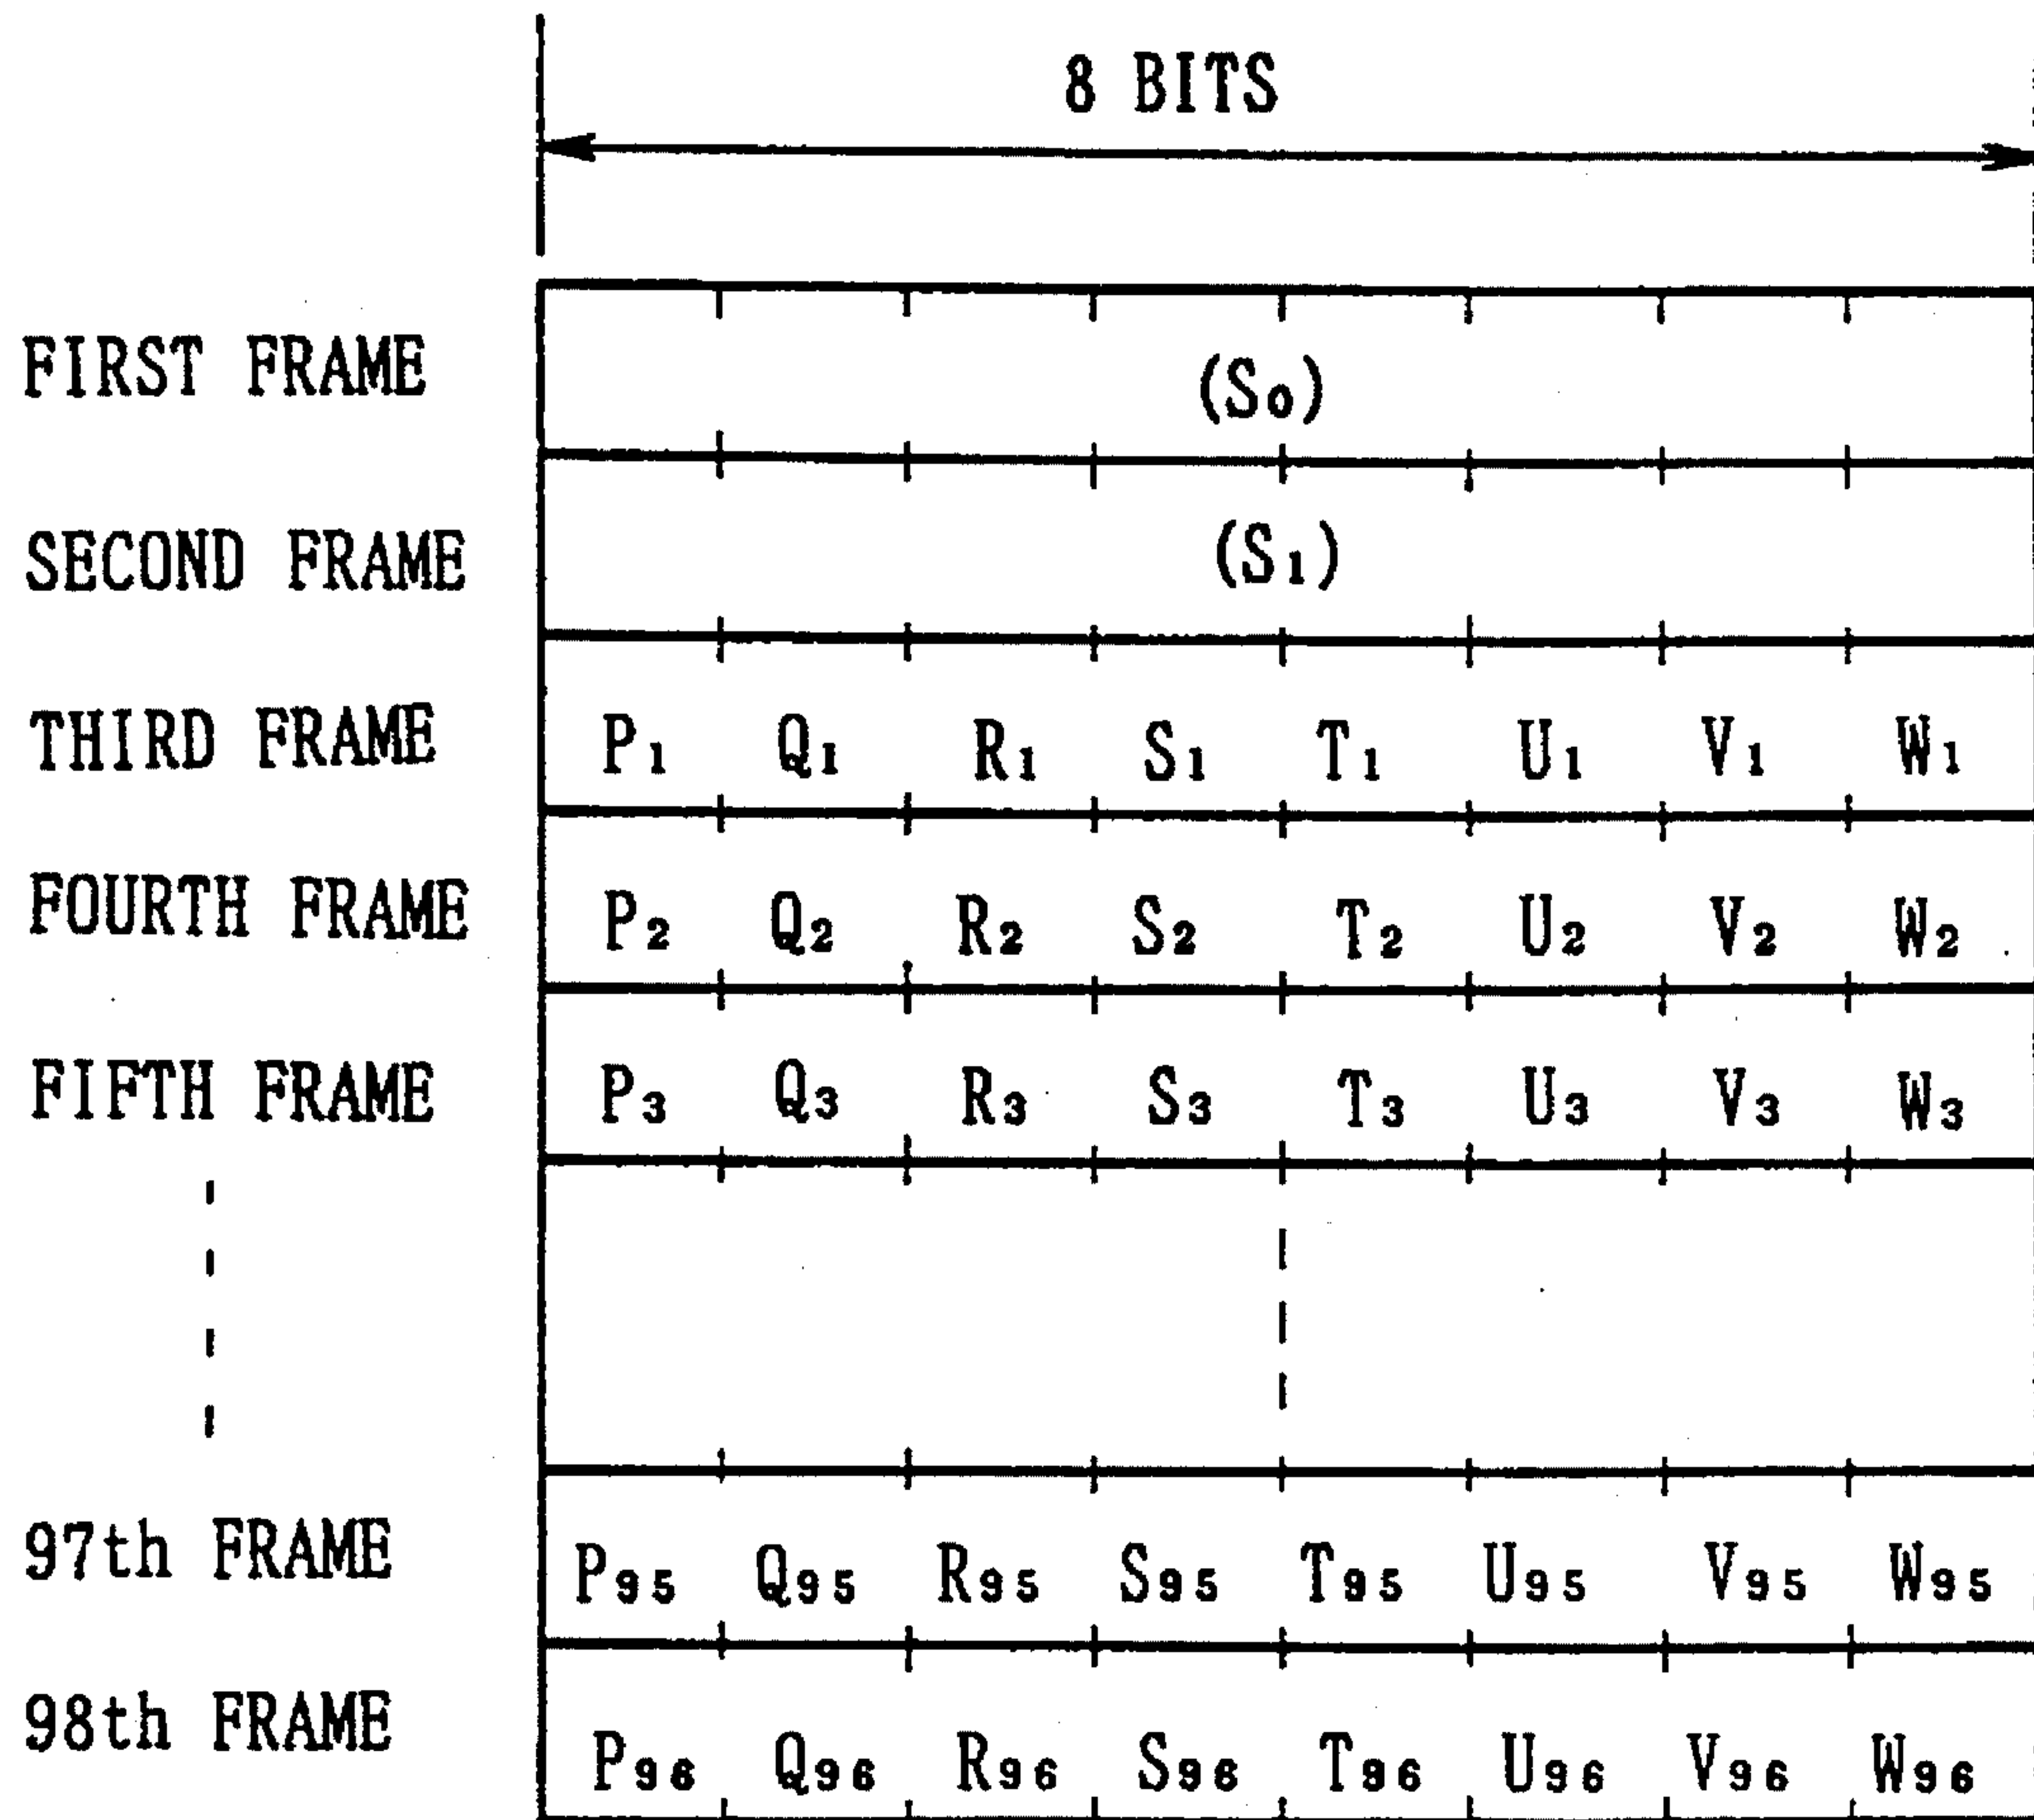 8 BITS
FIRST FRAME (S₀)
SECOND FRAME (S₁)
THIRD FRAME P₁ Q₁ R₁ S₁ T₁ U₁ V₁ W₁
FOURTH FRAME P₂ Q₂ R₂ S₂ T₂ U₂ V₂ W₂
FIFTH FRAME P₃ Q₃ R₃ S₃ T₃ U₃ V₃ W₃
97th FRAME P₉₅ Q₉₅ R₉₅ S₉₅ T₉₅ U₉₅ V₉₅ W₉₅
98th FRAME P₉₆ Q₉₆ R₉₆ S₉₆ T₉₆ U₉₆ V₉₆ W₉₆